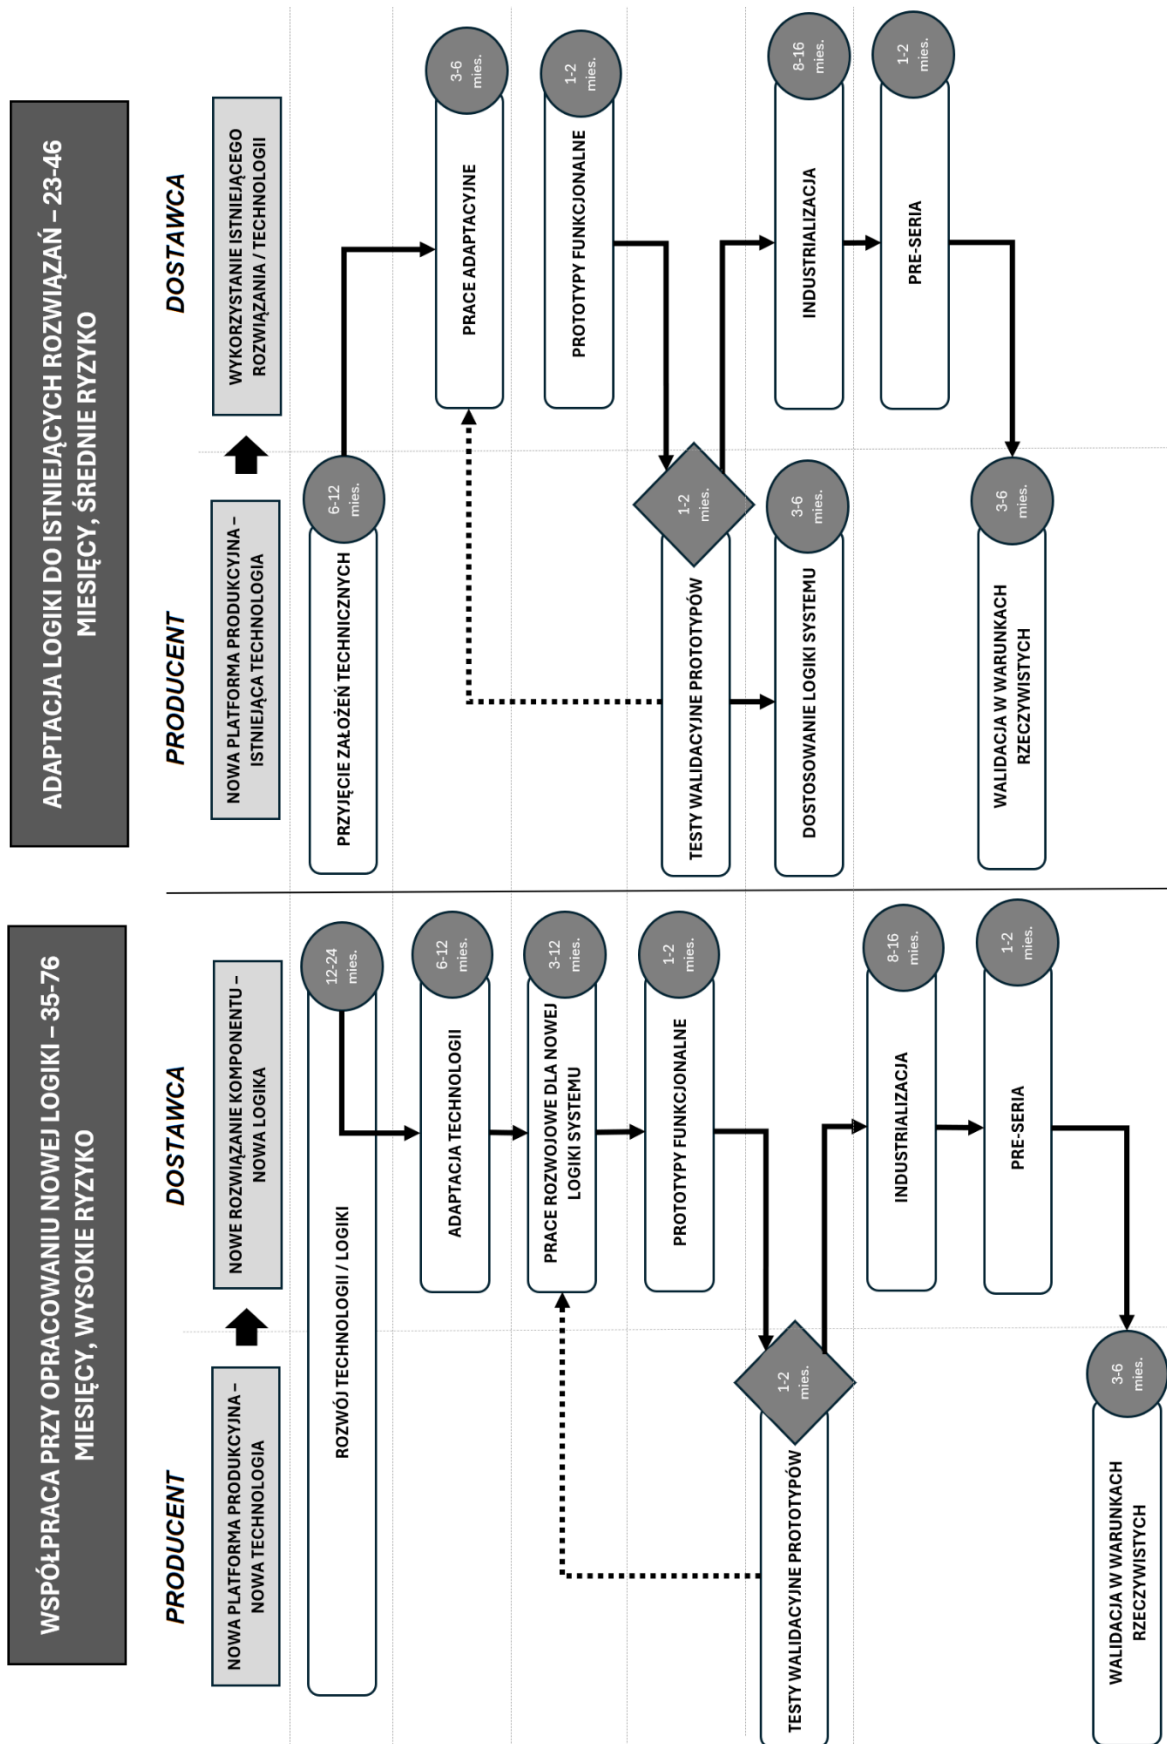 WSPÓŁPRACA PRZY OPRACOWANIU NOWEJ LOGIKI – 35-76
MIESIĘCY, WYSOKIE RYZYKO
PRODUCENT
DOSTAWCA
NOWA PLATFORMA PRODUKCYJNA –
NOWA TECHNOLOGIA
NOWE ROZWIĄZANIE KOMPONENTU –
NOWA LOGIKA
ROZWÓJ TECHNOLOGII / LOGIKI
12-24
mies.
ADAPTACJA TECHNOLOGII
6-12
mies.
PRACE ROZWOJOWE DLA NOWEJ
LOGIKI SYSTEMU
3-12
mies.
PROTOTYPY FUNKCJONALNE
1-2
mies.
TESTY WALIDACYJNE PROTOTYPÓW
1-2
mies.
INDUSTRIALIZACJA
8-16
mies.
PRE-SERIA
1-2
mies.
WALIDACJA W WARUNKACH
RZECZYWISTYCH
3-6
mies.
ADAPTACJA LOGIKI DO ISTNIEJĄCYCH ROZWIĄZAŃ – 23-46
MIESIĘCY, ŚREDNIE RYZYKO
PRODUCENT
DOSTAWCA
NOWA PLATFORMA PRODUKCYJNA –
ISTNIEJĄCA TECHNOLOGIA
WYKORZYSTANIE ISTNIEJĄCEGO
ROZWIĄZANIA / TECHNOLOGII
PRZYJĘCIE ZAŁOŻEŃ TECHNICZNYCH
6-12
mies.
PRACE ADAPTACYJNE
3-6
mies.
PROTOTYPY FUNKCJONALNE
1-2
mies.
TESTY WALIDACYJNE PROTOTYPÓW
1-2
mies.
DOSTOSOWANIE LOGIKI SYSTEMU
3-6
mies.
INDUSTRIALIZACJA
8-16
mies.
PRE-SERIA
1-2
mies.
WALIDACJA W WARUNKACH
RZECZYWISTYCH
3-6
mies.